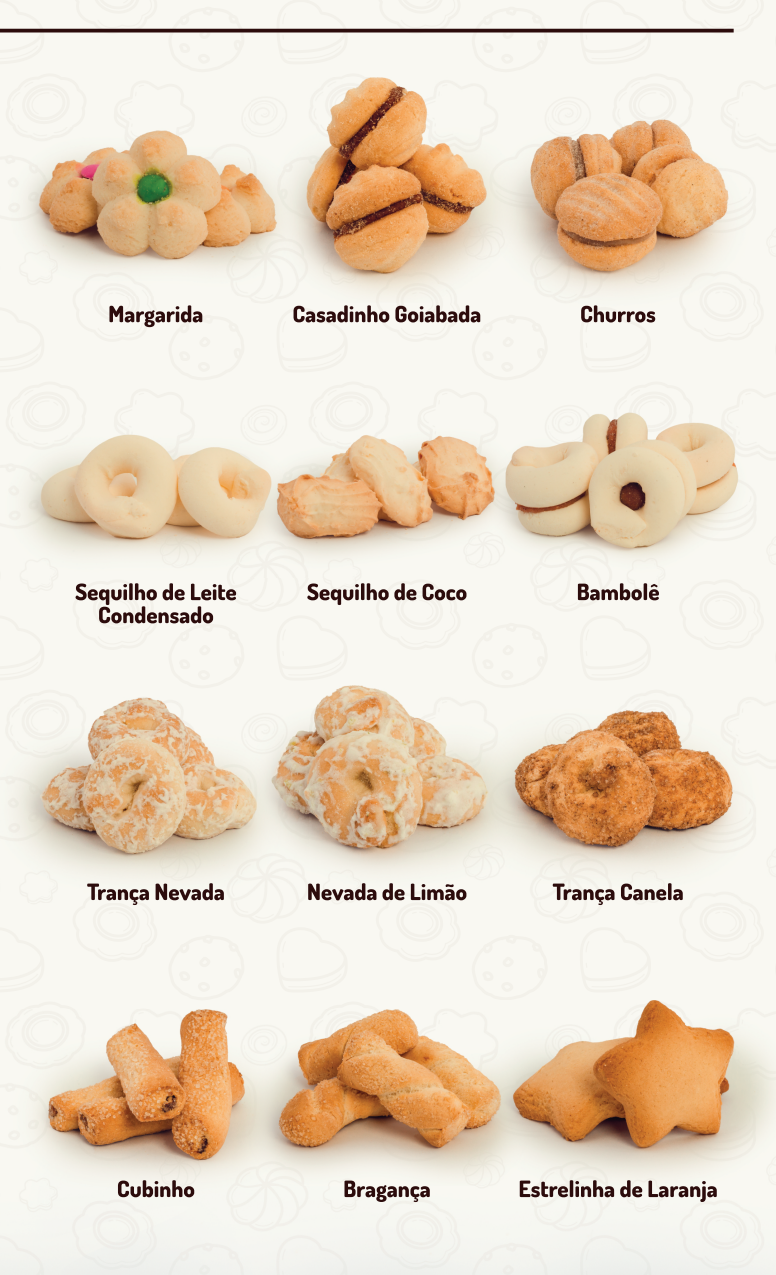 Margarida
Casadinho Goiabada
Churros
Sequilho de Leite
Condensado
Sequilho de Coco
Bambolê
Trança Nevada
Nevada de Limão
Trança Canela
Cubinho
Bragança
Estrelinha de Laranja